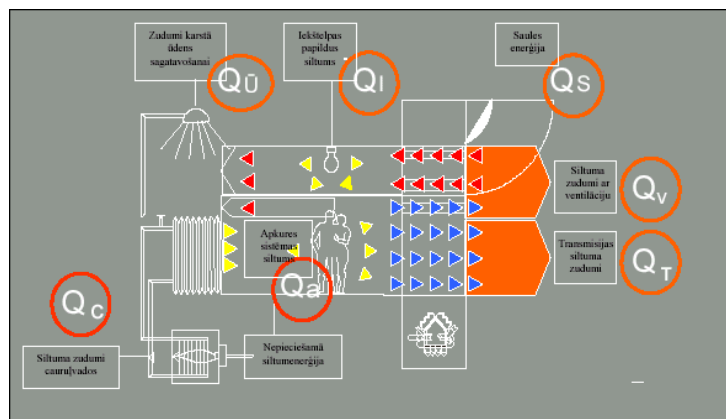 Zudumi karstā
ūdens
sagatavošanai
QŪ
Iekštelpas
papildus
siltums
QI
Saules
enerģija
QS
Siltuma
zudumi ar
ventilāciju
QV
Apkures
sistēmas
siltums
Qa
Transmisijas
siltuma
zudumi
QT
QC
Siltuma zudumi
cauruļvados
Nepieciešamā
siltumenerģija